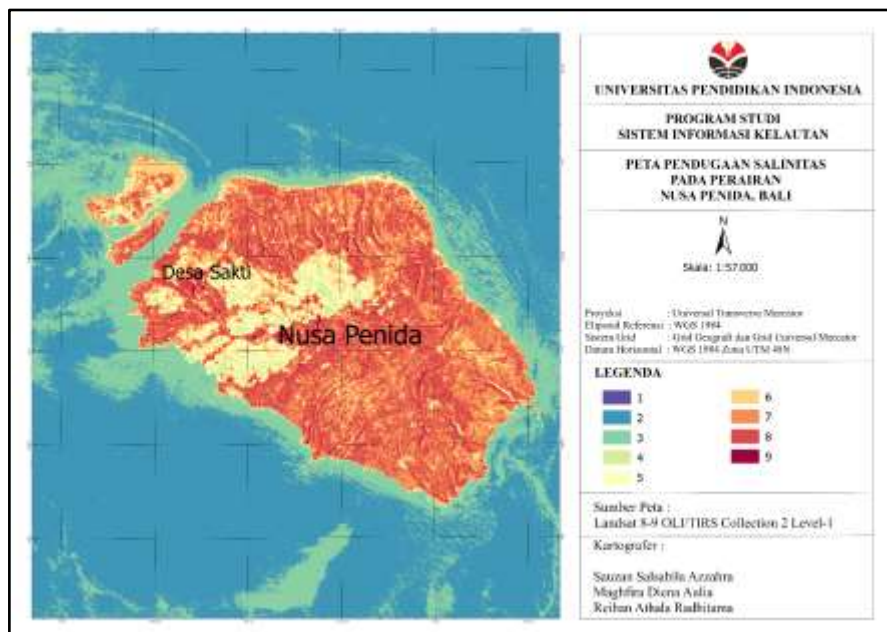 Desa Sakti
Nusa Penida
UNIVERSITAS PENDIDIKAN INDONESIA
PROGRAM STUDI
SISTEM INFORMASI KELAUTAN
PETA PENDUGAAN SALINITAS
PADA PERAIRAN
NUSA PENIDA, BALI
N
Skala: 1:57.000
Proyeksi : Universal Transverse Mercator
Elipsoid Referensi : WGS 1984
Sistem Grid : Grid Geografi dan Grid Universal Mercator
Datum Horizontal : WGS 1984 Zona UTM
LEGENDA
1
2
3
4
5
6
7
8
9
Sumber Peta :
Landsat 8-9 OLI/TIRS Collection 2 Level-1
Kartografer :
Sauzan Salsabila Azzahra
Maghfira Diena Aulia
Reihan Athala Radhitama